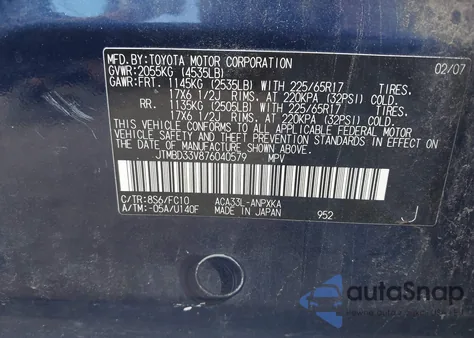 MFD.BY:TOYOTA MOTOR CORPORATION 02/07
GVWR:2055KG (4535LB)
GAWR:FRT. 1145KG (2535LB) WITH 225/65R17 TIRES,
17X6 1/2J RIMS, AT 220KPA (32PSI) COLD.
RR. 1135KG (2505LB) WITH 225/65R17 TIRES,
17X6 1/2J RIMS, AT 220KPA (32PSI) COLD.
THIS VEHICLE CONFORMS TO ALL APPLICABLE FEDERAL MOTOR
VEHICLE SAFETY AND THEFT PREVENTION STANDARDS IN EFFECT ON
THE DATE OF MANUFACTURE SHOWN ABOVE.
JTMBD33V876040579 MPV
C/TR:8S6/FC10 ACA33L-ANPXKA
A/TM:-05A/U140F MADE IN JAPAN 952 J
autoSnap